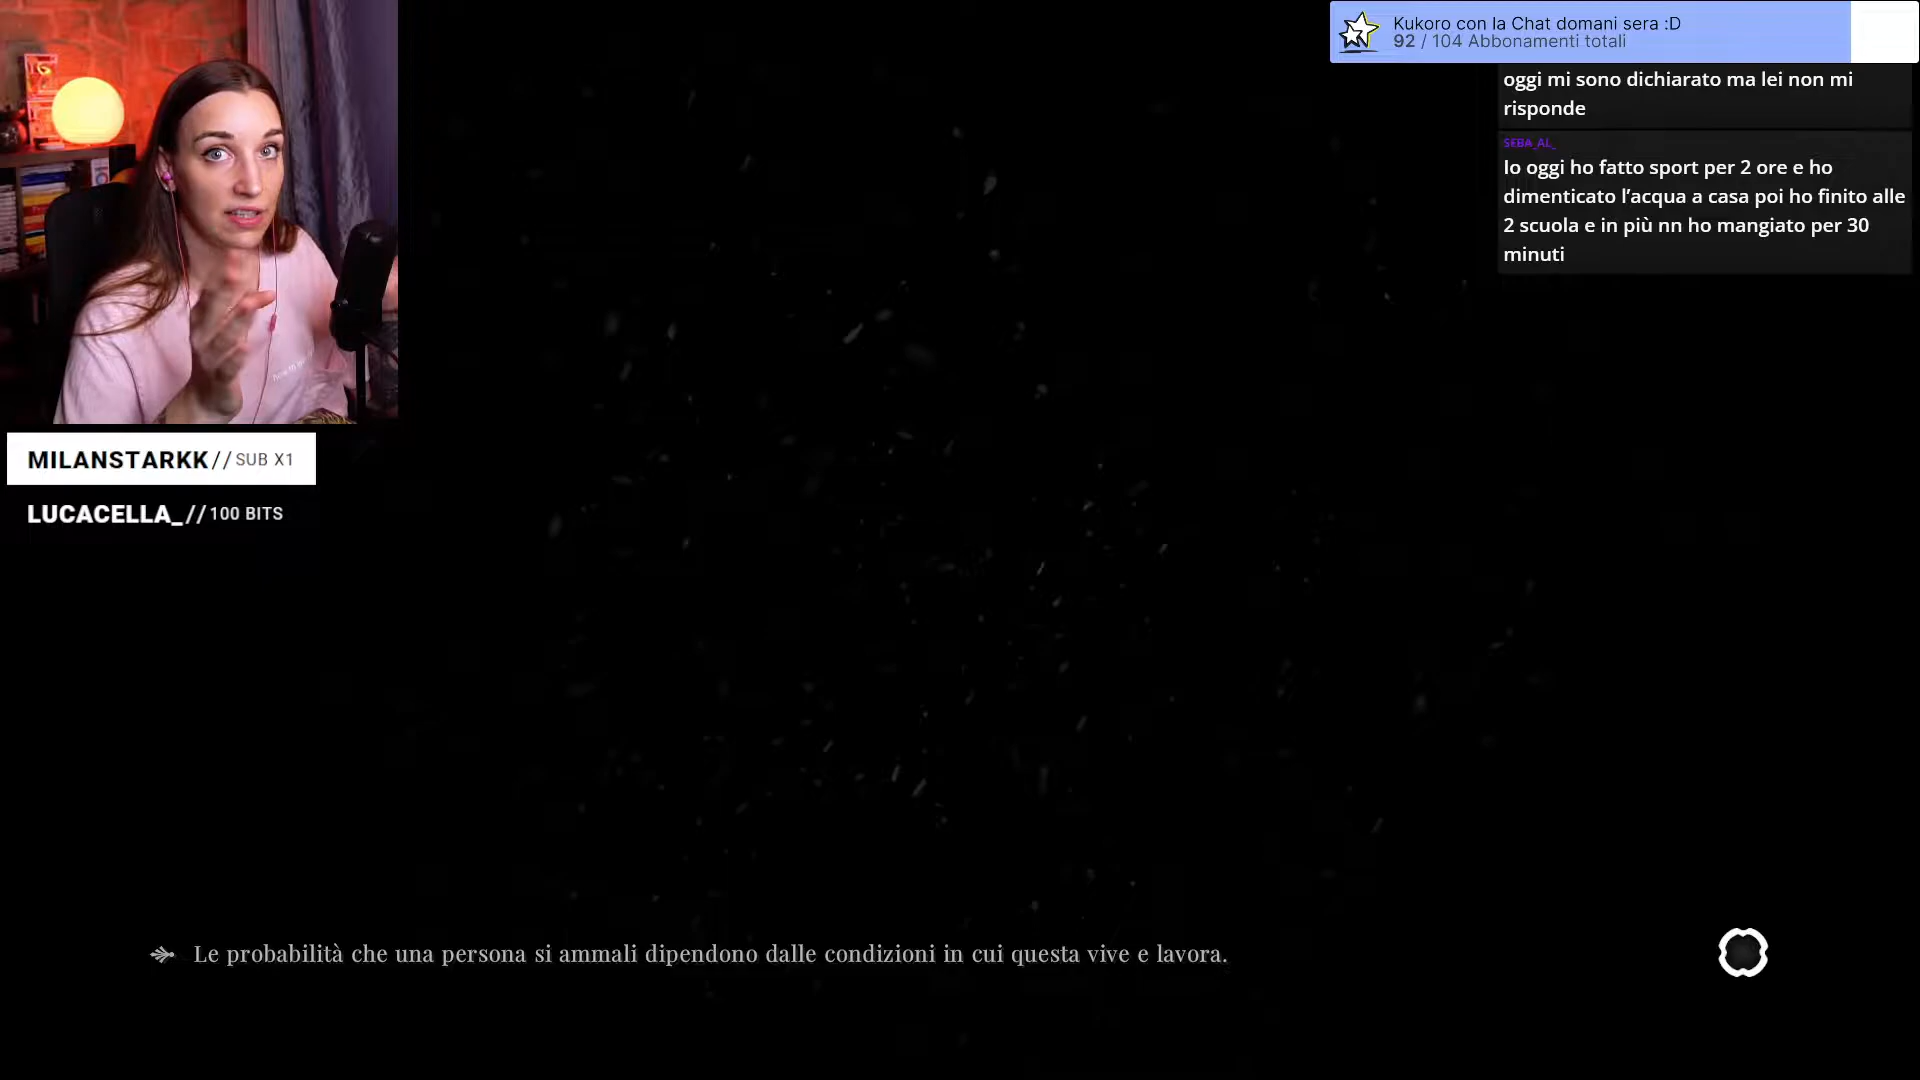 Kukoro con la Chat domani sera :D
92 / 104 Abbonamenti totali
oggi mi sono dichiarato ma lei non mi
risponde
SEBA_AL_
Io oggi ho fatto sport per 2 ore e ho
dimenticato l’acqua a casa poi ho finito alle
2 scuola e in più nn ho mangiato per 30
minuti
MILANSTARKK// SUB X1
LUCACELLA_// 100 BITS
Le probabilità che una persona si ammali dipendono dalle condizioni in cui questa vive e lavora.